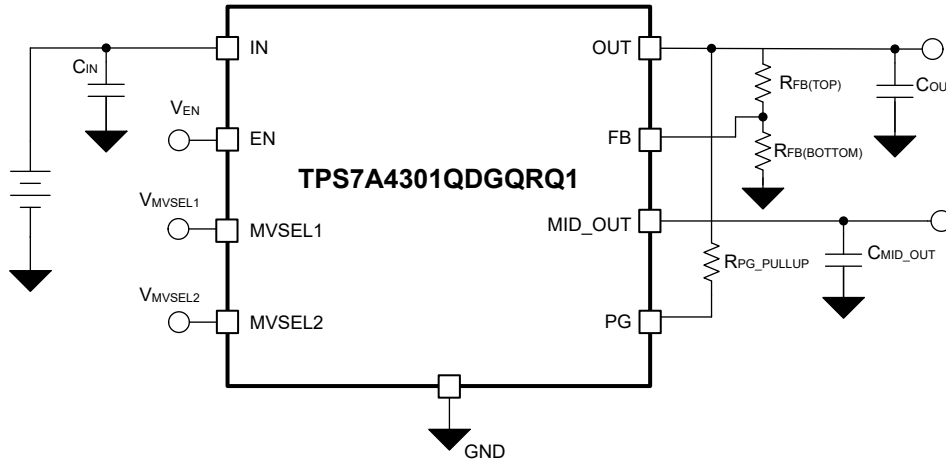 IN
OUT
CIN
RFB(TOP)
COU
VEN
EN
FB
RFB(BOTTOM)
TPS7A4301QDGQRQ1
VMVSEL1
MVSEL1
MID_OUT
CMID_OUT
RPG_PULLUP
VMVSEL2
MVSEL2
PG
GND